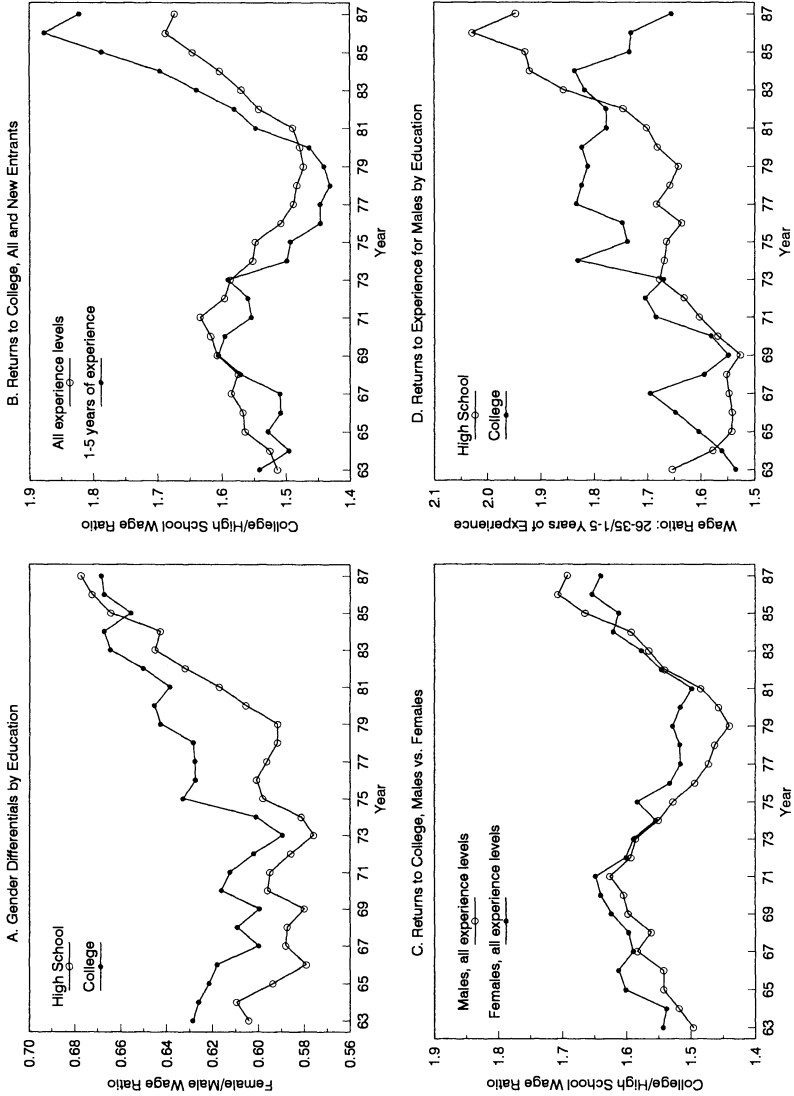 A. Gender Differentials by Education
High School
College
Female/Male Wage Ratio
0.70
0.68
0.66
0.64
0.62
0.60
0.58
0.56
63 65 67 69 71 73 75 77 79 81 83 85 87
Year
B. Returns to College, All and New Entrants
All experience levels
1-5 years of experience
College/High School Wage Ratio
1.9
1.8
1.7
1.6
1.5
1.4
63 65 67 69 71 73 75 77 79 81 83 85 87
Year
C. Returns to College, Males vs. Females
Males, all experience levels
Females, all experience levels
College/High School Wage Ratio
1.9
1.8
1.7
1.6
1.5
1.4
63 65 67 69 71 73 75 77 79 81 83 85 87
Year
D. Returns to Experience for Males by Education
High School
College
Wage Ratio: 26-35/1-5 Years of Experience
2.1
2.0
1.9
1.8
1.7
1.6
1.5
63 65 67 69 71 73 75 77 79 81 83 85 87
Year